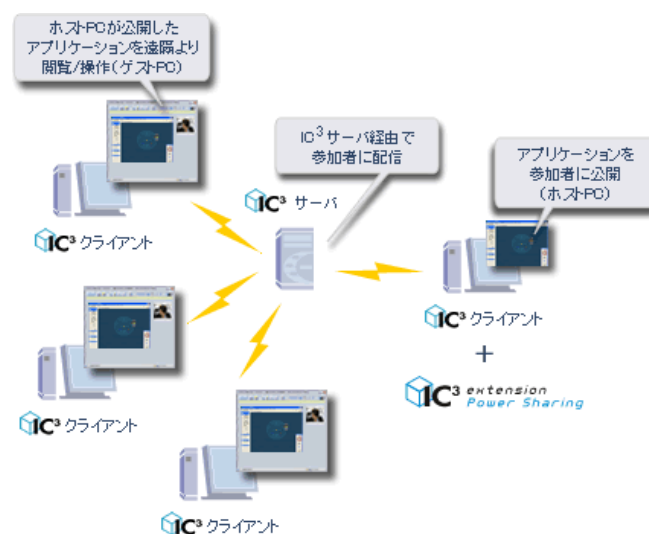 ホストPCが公開した
アプリケーションを遠隔より
閲覧/操作(ゲストPC)
IC³サーバ経由で
参加者に配信
アプリケーションを
参加者に公開
(ホストPC)
IC³ サーバ
IC³ クライアント
IC³ クライアント
+
IC³ extension
Power Sharing
IC³ クライアント
IC³ クライアント